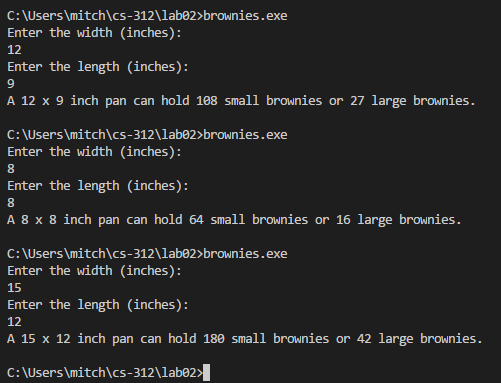 C:\Users\mitch\cs-312\lab02>brownies.exe
Enter the width (inches):
12
Enter the length (inches):
9
A 12 x 9 inch pan can hold 108 small brownies or 27 large brownies.
C:\Users\mitch\cs-312\lab02>brownies.exe
Enter the width (inches):
8
Enter the length (inches):
8
A 8 x 8 inch pan can hold 64 small brownies or 16 large brownies.
C:\Users\mitch\cs-312\lab02>brownies.exe
Enter the width (inches):
15
Enter the length (inches):
12
A 15 x 12 inch pan can hold 180 small brownies or 42 large brownies.
C:\Users\mitch\cs-312\lab02>